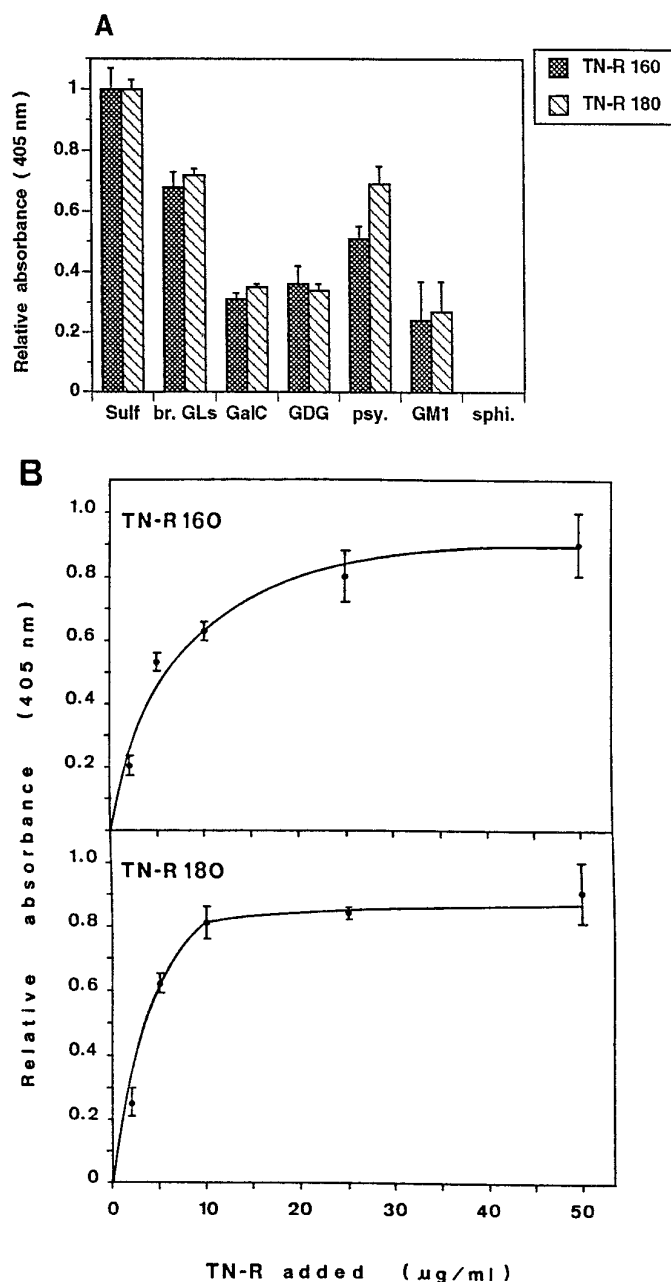 A
TN-R 160
TN-R 180
Relative absorbance (405 nm)
1
0.8
0.6
0.4
0.2
0
Sulf br. GLs GalC GDG psy. GM1 sphi.
B
TN-R 160
1.0
0.8
0.6
0.4
0.2
TN-R 180
1.0
0.8
0.6
0.4
0.2
0
Relative absorbance (405 nm)
0 10 20 30 40 50
TN-R added (μg/ml)